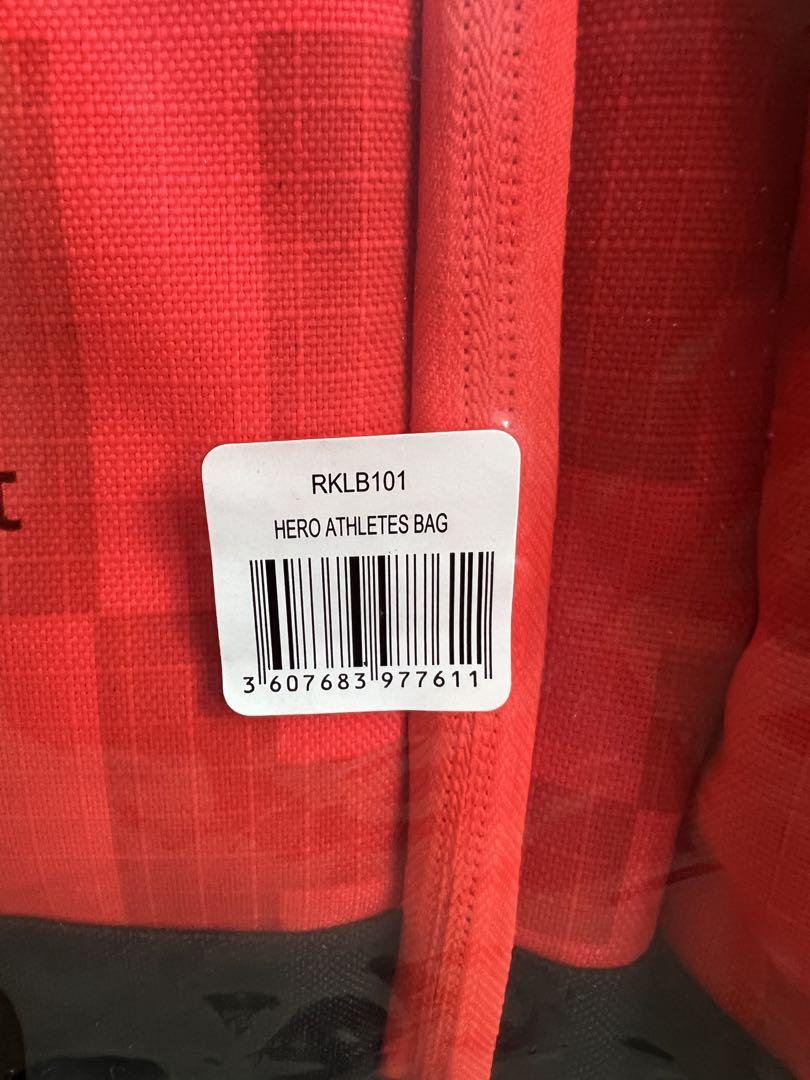 RKLB101
HERO ATHLETES BAG
3 607683 977611